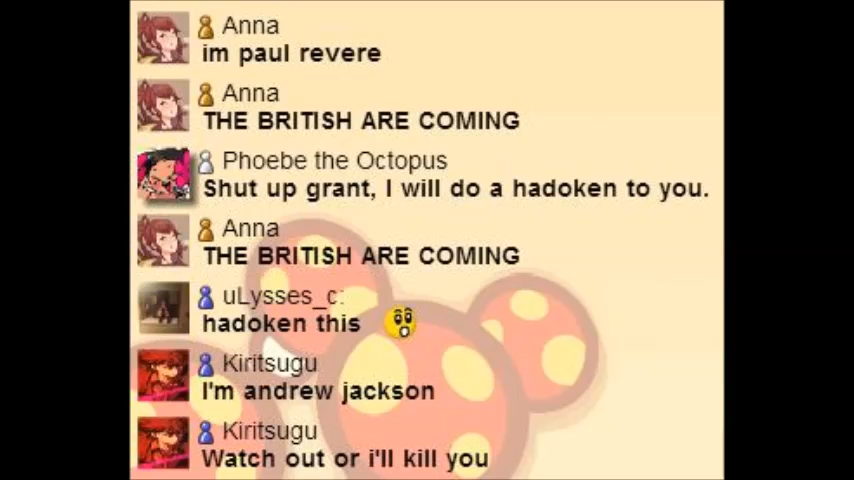 Anna
im paul revere
Anna
THE BRITISH ARE COMING
Phoebe the Octopus
Shut up grant, I will do a hadoken to you.
Anna
THE BRITISH ARE COMING
uLysses_c:
hadoken this
Kiritsugu
I'm andrew jackson
Kiritsugu
Watch out or i'll kill you